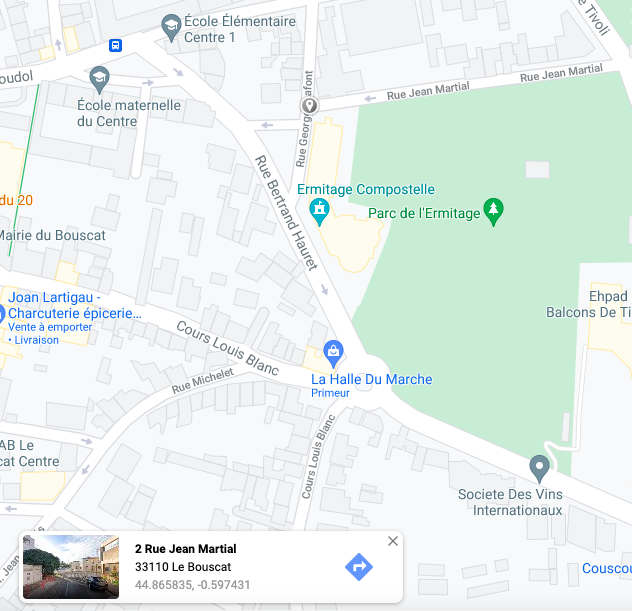 École Élémentaire
Centre 1
Rue de Tivoli
oudol
École maternelle
du Centre
Rue Jean Martial
Rue Jean Martial
Rue Bertrand Hauret
Ermitage Compostelle
Parc de l'Ermitage
du 20
Mairie du Bouscat
Joan Lartigau -
Charcuterie épicerie...
Vente à emporter
• Livraison
Ehpad
Balcons De Ti
Cours Louis Blanc
Rue Michelet
La Halle Du Marche
Primeur
Cours Louis Blanc
AB Le
cat Centre
Societe Des Vins
Internationaux
2 Rue Jean Martial
33110 Le Bouscat
44.865835, -0.597431
Couscou